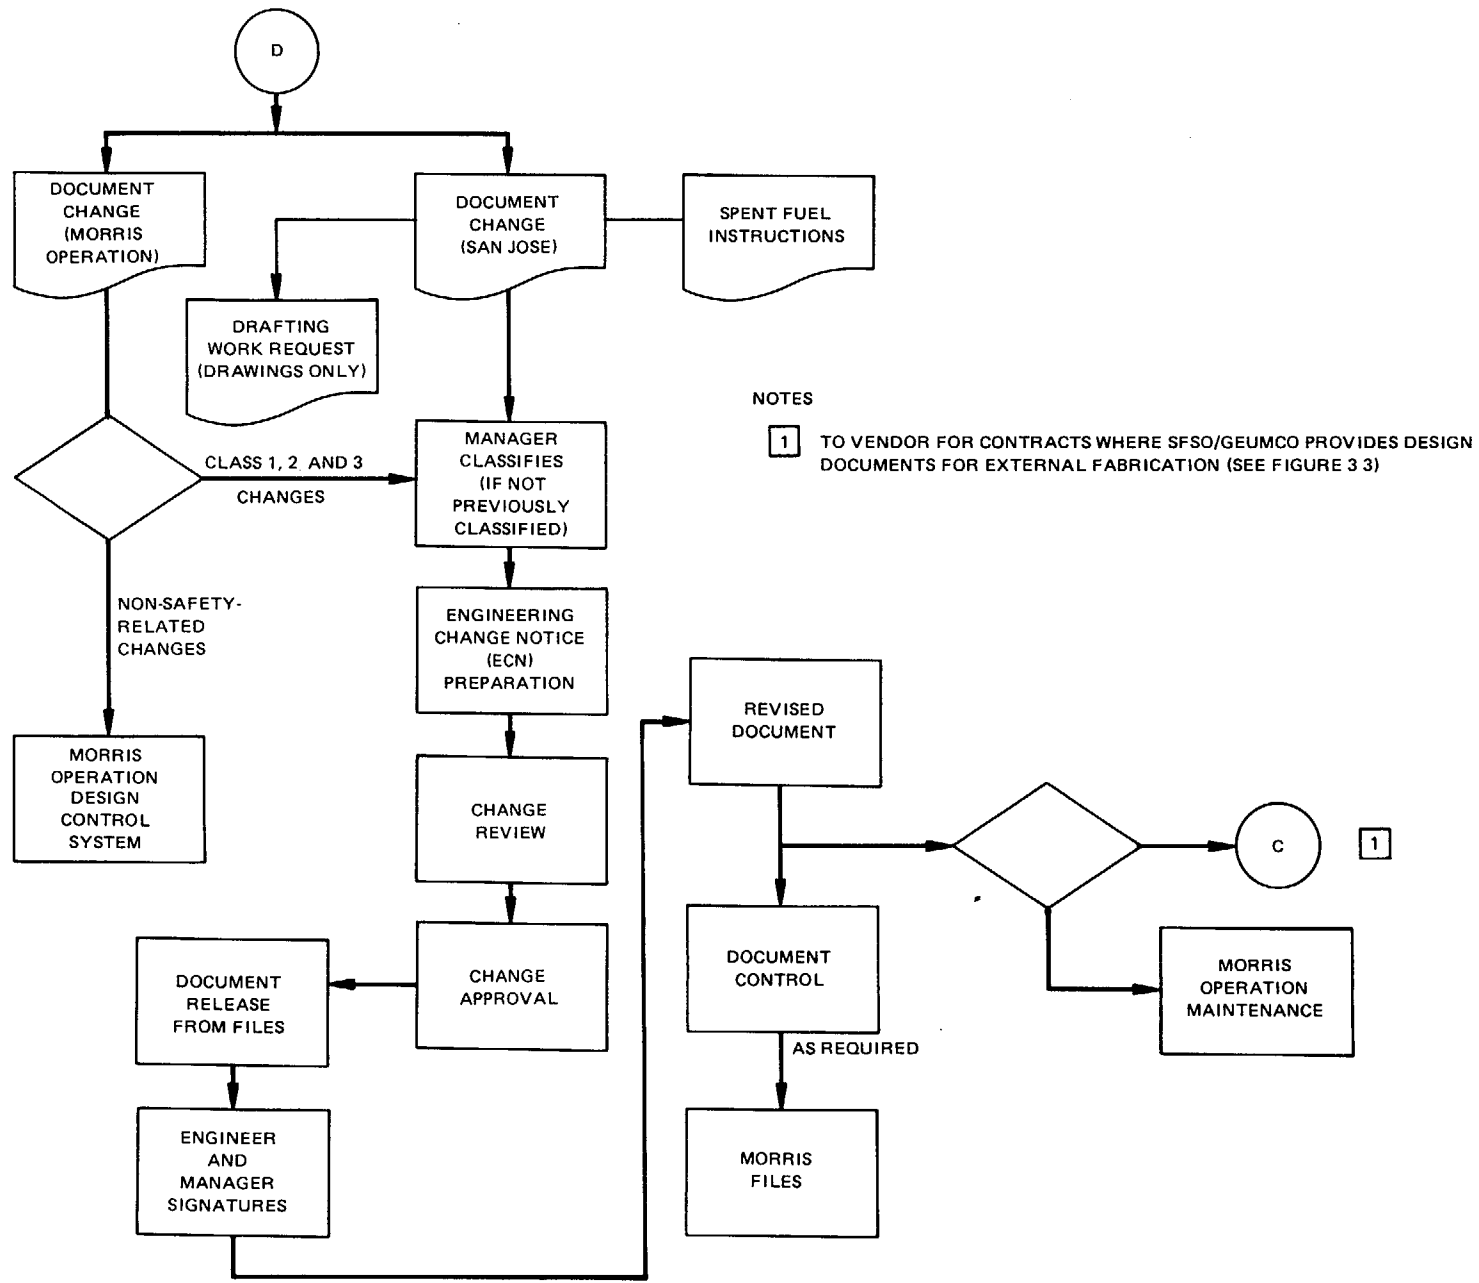 D
DOCUMENT
CHANGE
(MORRIS
OPERATION)
DOCUMENT
CHANGE
(SAN JOSE)
SPENT FUEL
INSTRUCTIONS
DRAFTING
WORK REQUEST
(DRAWINGS ONLY)
NOTES
1 TO VENDOR FOR CONTRACTS WHERE SFSO/GEUMCO PROVIDES DESIGN
DOCUMENTS FOR EXTERNAL FABRICATION (SEE FIGURE 3 3)
CLASS 1, 2 AND 3
CHANGES
MANAGER
CLASSIFIES
(IF NOT
PREVIOUSLY
CLASSIFIED)
NON-SAFETY-
RELATED
CHANGES
ENGINEERING
CHANGE NOTICE
(ECN)
PREPARATION
MORRIS
OPERATION
DESIGN
CONTROL
SYSTEM
CHANGE
REVIEW
REVISED
DOCUMENT
C
1
DOCUMENT
RELEASE
FROM FILES
CHANGE
APPROVAL
DOCUMENT
CONTROL
MORRIS
OPERATION
MAINTENANCE
AS REQUIRED
ENGINEER
AND
MANAGER
SIGNATURES
MORRIS
FILES